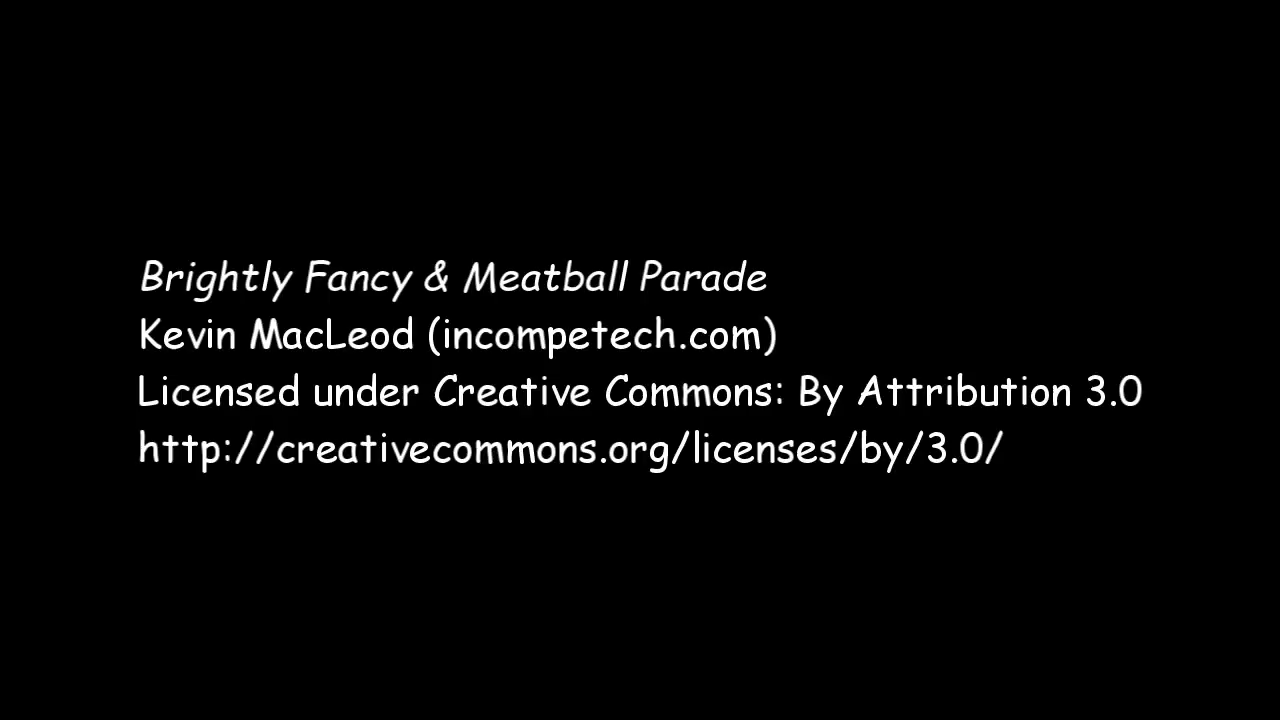 Brightly Fancy & Meatball Parade
Kevin MacLeod (incompetech.com)
Licensed under Creative Commons: By Attribution 3.0
http://creativecommons.org/licenses/by/3.0/